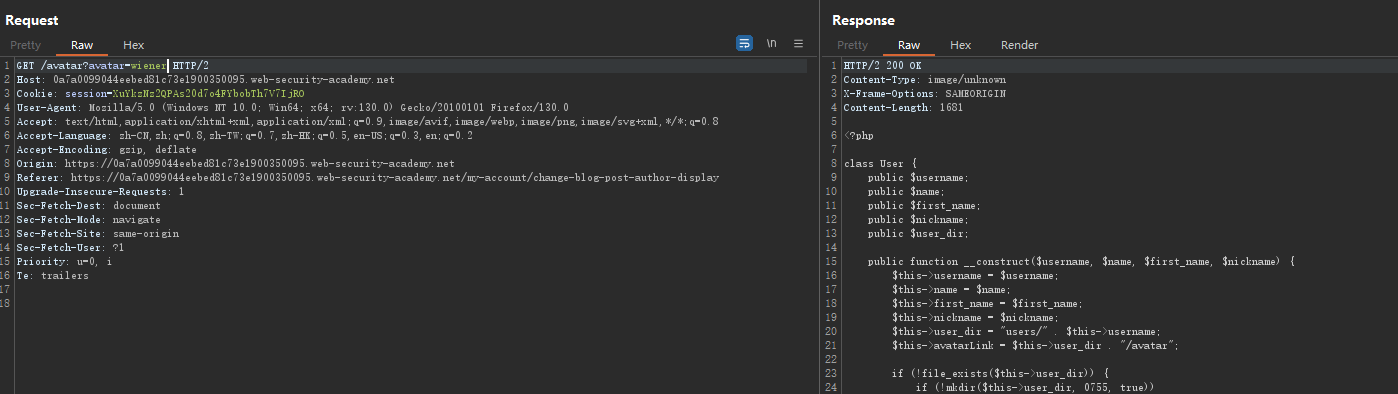 Request
Pretty Raw Hex
\n
1 GET /avatar?avatar=wiener HTTP/2
2 Host: 0a7a0099044eebed81c73e1900350095.web-security-academy.net
3 Cookie: session=XuYkzNz2QPAs20d7o4FYbobTh7V7IjRO
4 User-Agent: Mozilla/5.0 (Windows NT 10.0; Win64; x64; rv:130.0) Gecko/20100101 Firefox/130.0
5 Accept: text/html,application/xhtml+xml,application/xml;q=0.9,image/avif,image/webp,image/png,image/svg+xml,*/*;q=0.8
6 Accept-Language: zh-CN,zh;q=0.8,zh-TW;q=0.7,zh-HK;q=0.5,en-US;q=0.3,en;q=0.2
7 Accept-Encoding: gzip, deflate
8 Origin: https://0a7a0099044eebed81c73e1900350095.web-security-academy.net
9 Referer: https://0a7a0099044eebed81c73e1900350095.web-security-academy.net/my-account/change-blog-post-author-display
10 Upgrade-Insecure-Requests: 1
11 Sec-Fetch-Dest: document
12 Sec-Fetch-Mode: navigate
13 Sec-Fetch-Site: same-origin
14 Sec-Fetch-User: ?1
15 Priority: u=0, i
16 Te: trailers
17
18
Response
Pretty Raw Hex Render
1 HTTP/2 200 OK
2 Content-Type: image/unknown
3 X-Frame-Options: SAMEORIGIN
4 Content-Length: 1681
5
6 <?php
7
8 class User {
9 public $username;
10 public $name;
11 public $first_name;
12 public $nickname;
13 public $user_dir;
14
15 public function __construct($username, $name, $first_name, $nickname) {
16 $this->username = $username;
17 $this->name = $name;
18 $this->first_name = $first_name;
19 $this->nickname = $nickname;
20 $this->user_dir = "users/" . $this->username;
21 $this->avatarLink = $this->user_dir . "/avatar";
22
23 if (!file_exists($this->user_dir)) {
24 if (!mkdir($this->user_dir, 0755, true))